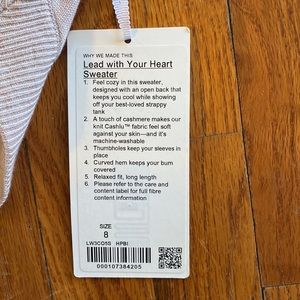 WHY WE MADE THIS
Lead with Your Heart
Sweater
1. Feel cozy in this sweater,
designed with an open back that
keeps you cool while showing
off your best-loved strappy
tank
2. A touch of cashmere makes our
knit Cashlu™ fabric feel soft
against your skin—and it's
machine-washable
3. Thumbholes keep your sleeves in
place
4. Curved hem keeps your bum
covered
5. Relaxed fit, long length
6. Please refer to the care and
content label for full fibre
content information
SIZE
8
LW3CO5S HPBI
000107384205